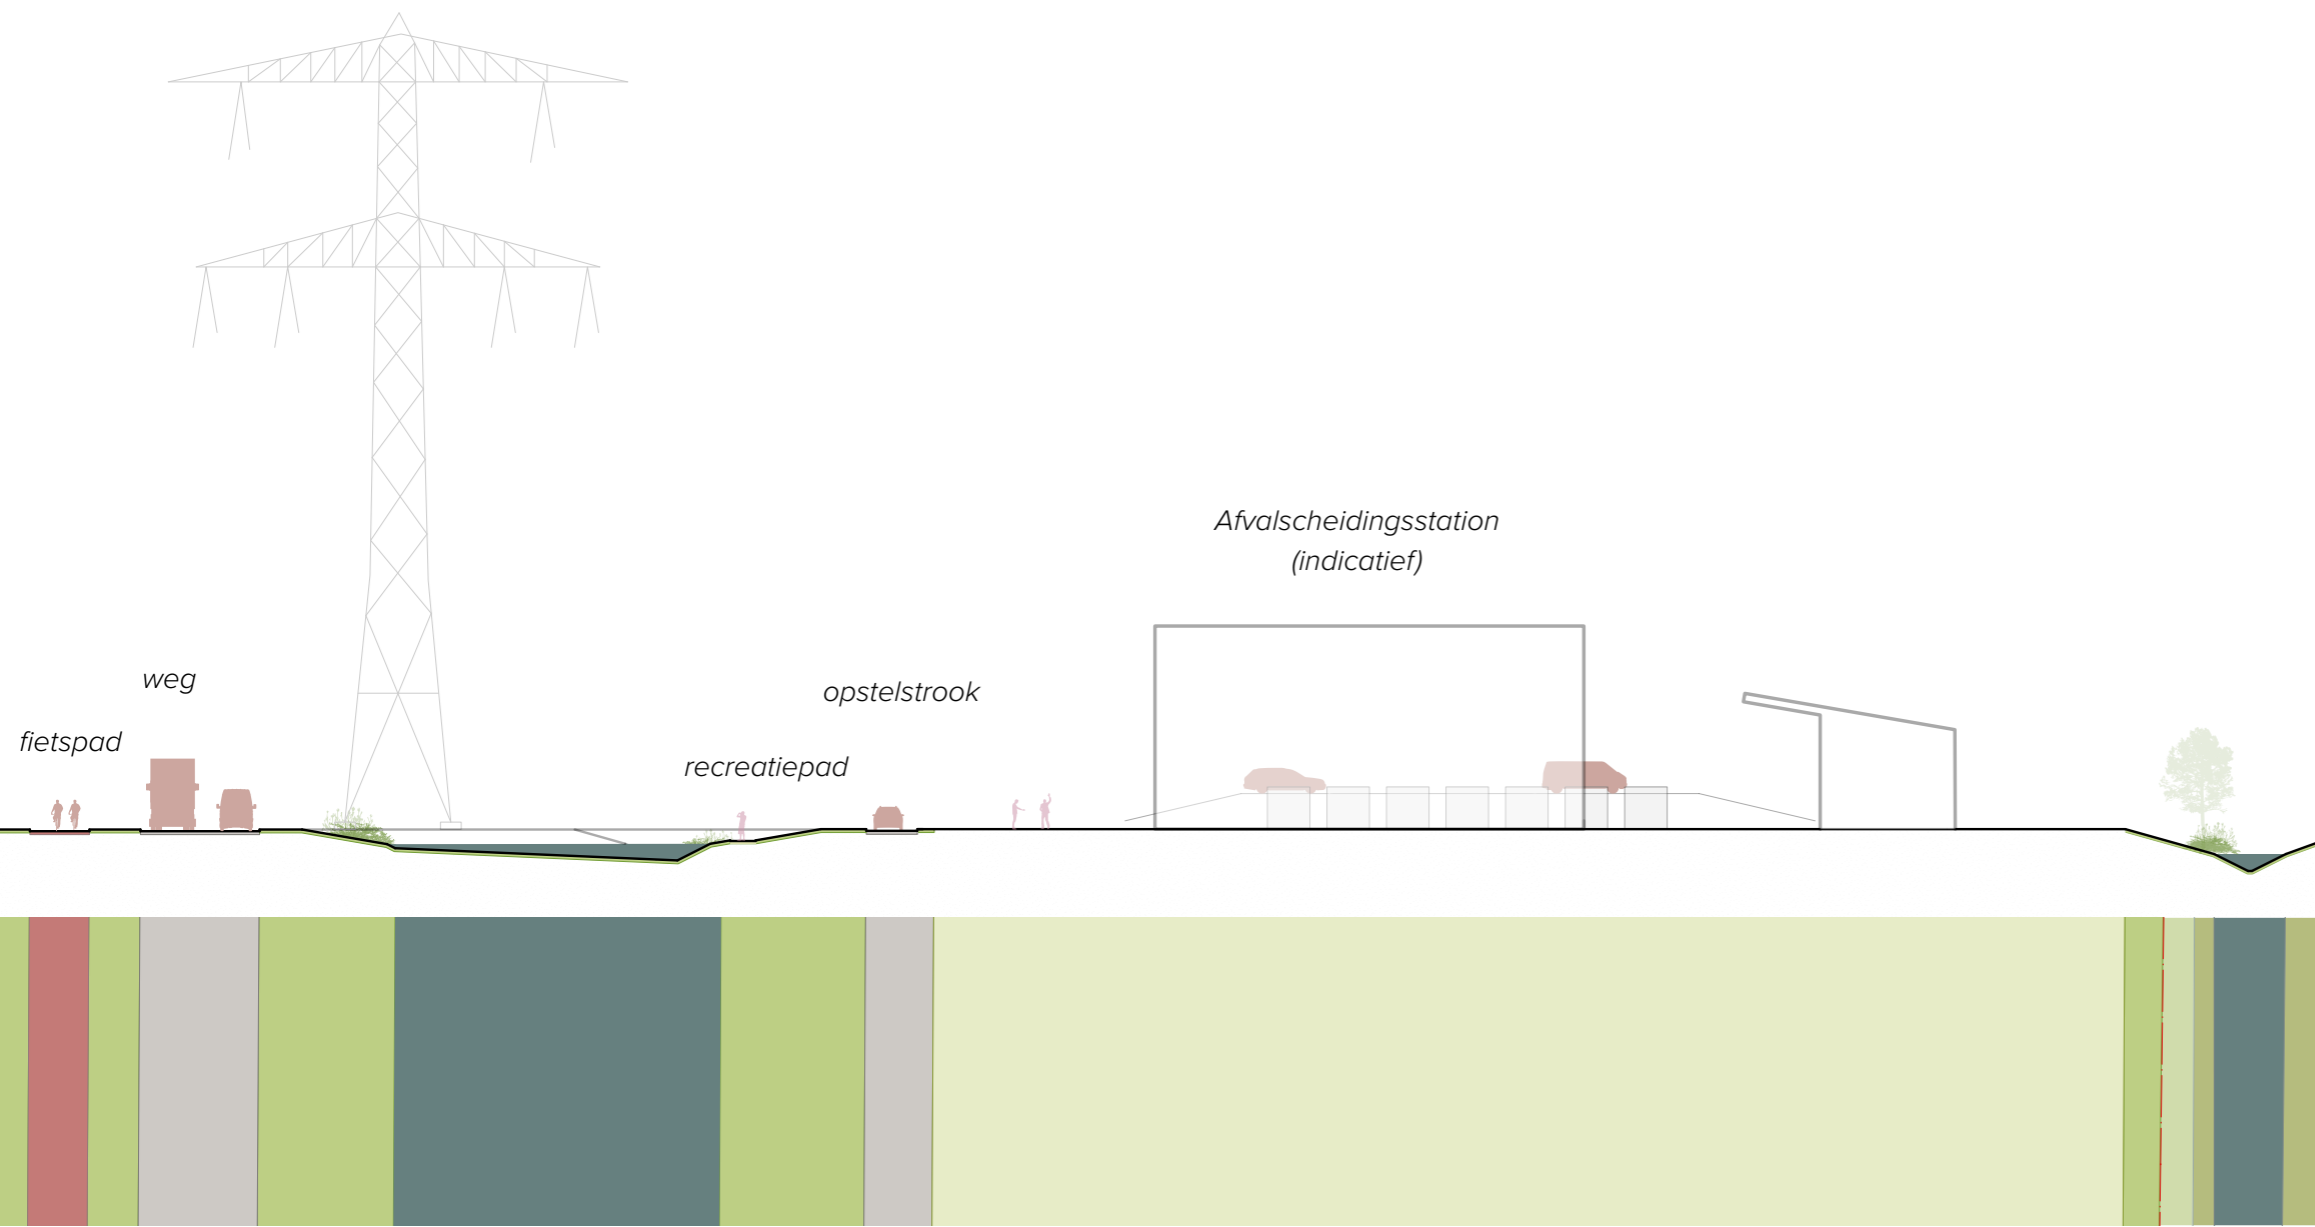 Afvalscheidingsstation
(indicatief)
weg
opstelstrook
fietspad
recreatiepad